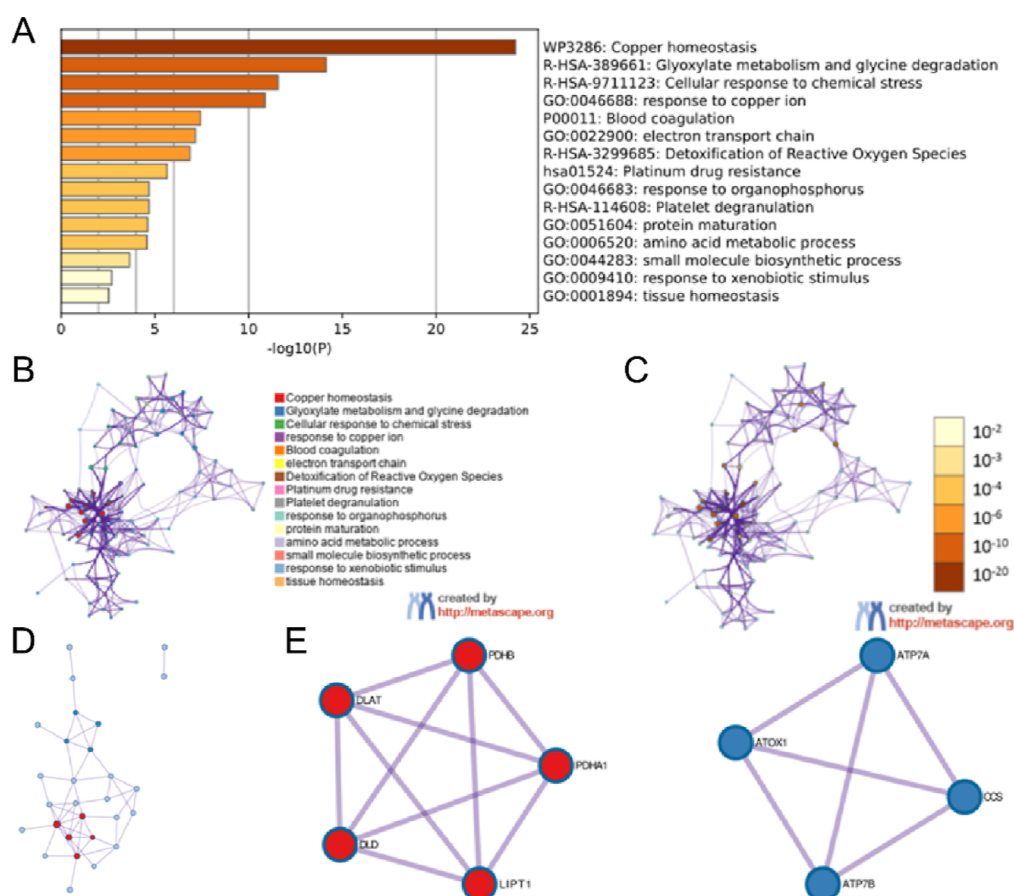 A
WP3286: Copper homeostasis
R-HSA-389661: Glyoxylate metabolism and glycine degradation
R-HSA-9711123: Cellular response to chemical stress
GO:0046688: response to copper ion
P00011: Blood coagulation
GO:0022900: electron transport chain
R-HSA-3299685: Detoxification of Reactive Oxygen Species
hsa01524: Platinum drug resistance
GO:0046683: response to organophosphorus
R-HSA-114608: Platelet degranulation
GO:0051604: protein maturation
GO:0006520: amino acid metabolic process
GO:0044283: small molecule biosynthetic process
GO:0009410: response to xenobiotic stimulus
GO:0001894: tissue homeostasis
0 5 10 15 20 25
-log10(P)
B
Copper homeostasis
Glyoxylate metabolism and glycine degradation
Cellular response to chemical stress
response to copper ion
Blood coagulation
electron transport chain
Detoxification of Reactive Oxygen Species
Platinum drug resistance
Platelet degranulation
response to organophosphorus
protein maturation
amino acid metabolic process
small molecule biosynthetic process
response to xenobiotic stimulus
tissue homeostasis
created by
http://metascape.org
C
10-2
10-3
10-4
10-6
10-10
10-20
created by
http://metascape.org
D
E
PDHB
DLAT
PDHA1
DLD
LIPT1
ATP7A
ATOX1
CCS
ATP7B